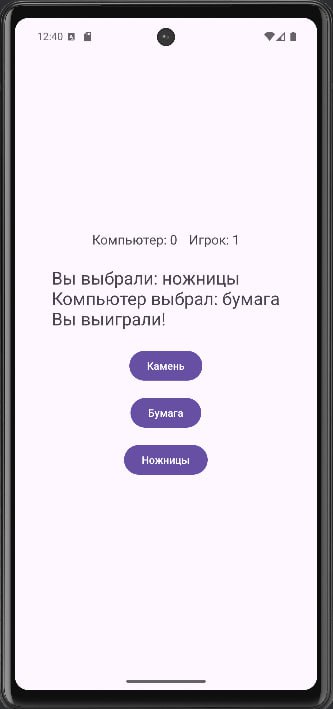 12:40
Компьютер: 0 Игрок: 1
Вы выбрали: ножницы
Компьютер выбрал: бумага
Вы выиграли!
Камень
Бумага
Ножницы